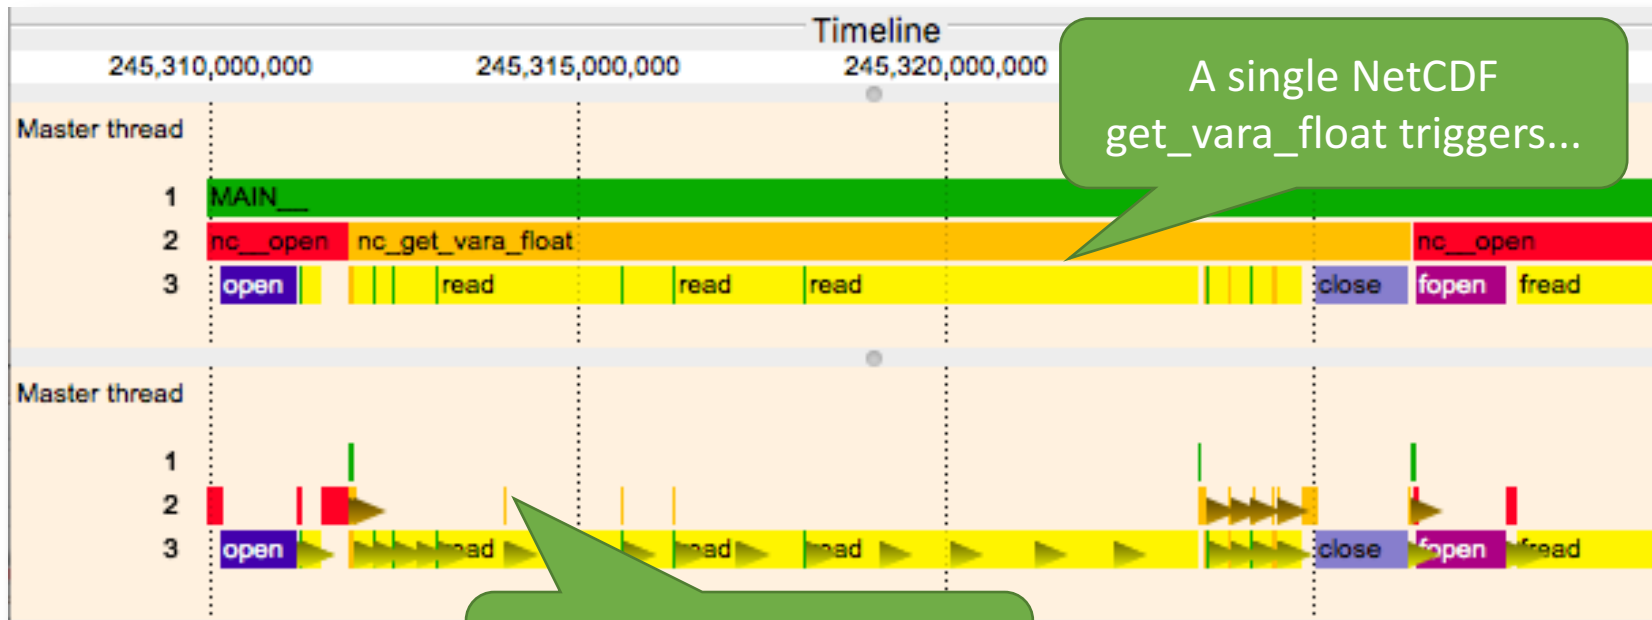 Timeline
245,310,000,000 245,315,000,000 245,320,000,000
A single NetCDF
get_vara_float triggers...
Master thread
1 MAIN__
2 nc__open nc_get_vara_float nc__open
3 open read read read close fopen fread
Master thread
1
2
3 open close fopen